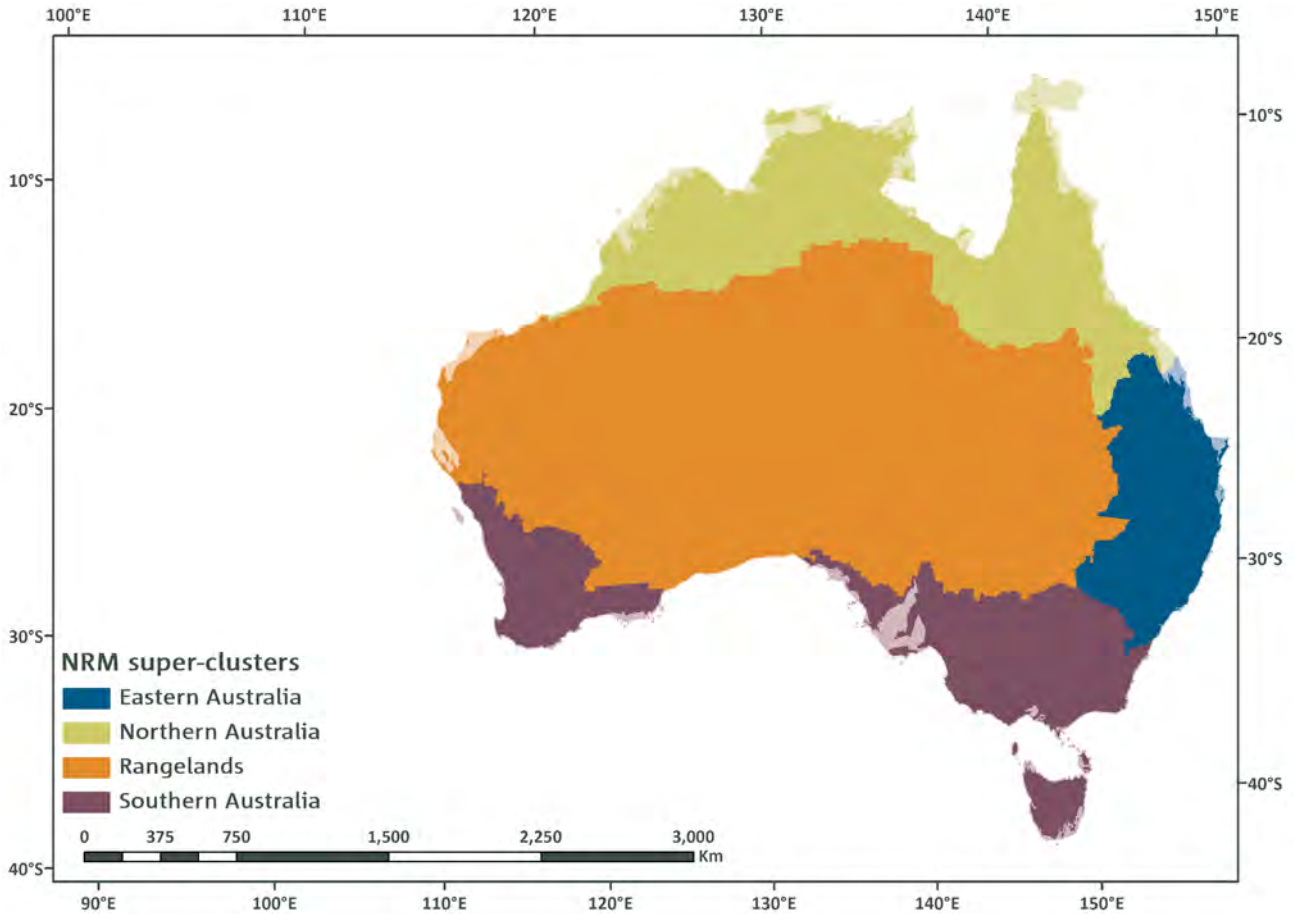 100°E 110°E 120°E 130°E 140°E 150°E
10°S
10°S
20°S
20°S
30°S
30°S
NRM super-clusters
Eastern Australia
Northern Australia
Rangelands
Southern Australia
40°S
0 375 750 1,500 2,250 3,000
Km
40°S
90°E 100°E 110°E 120°E 130°E 140°E 150°E